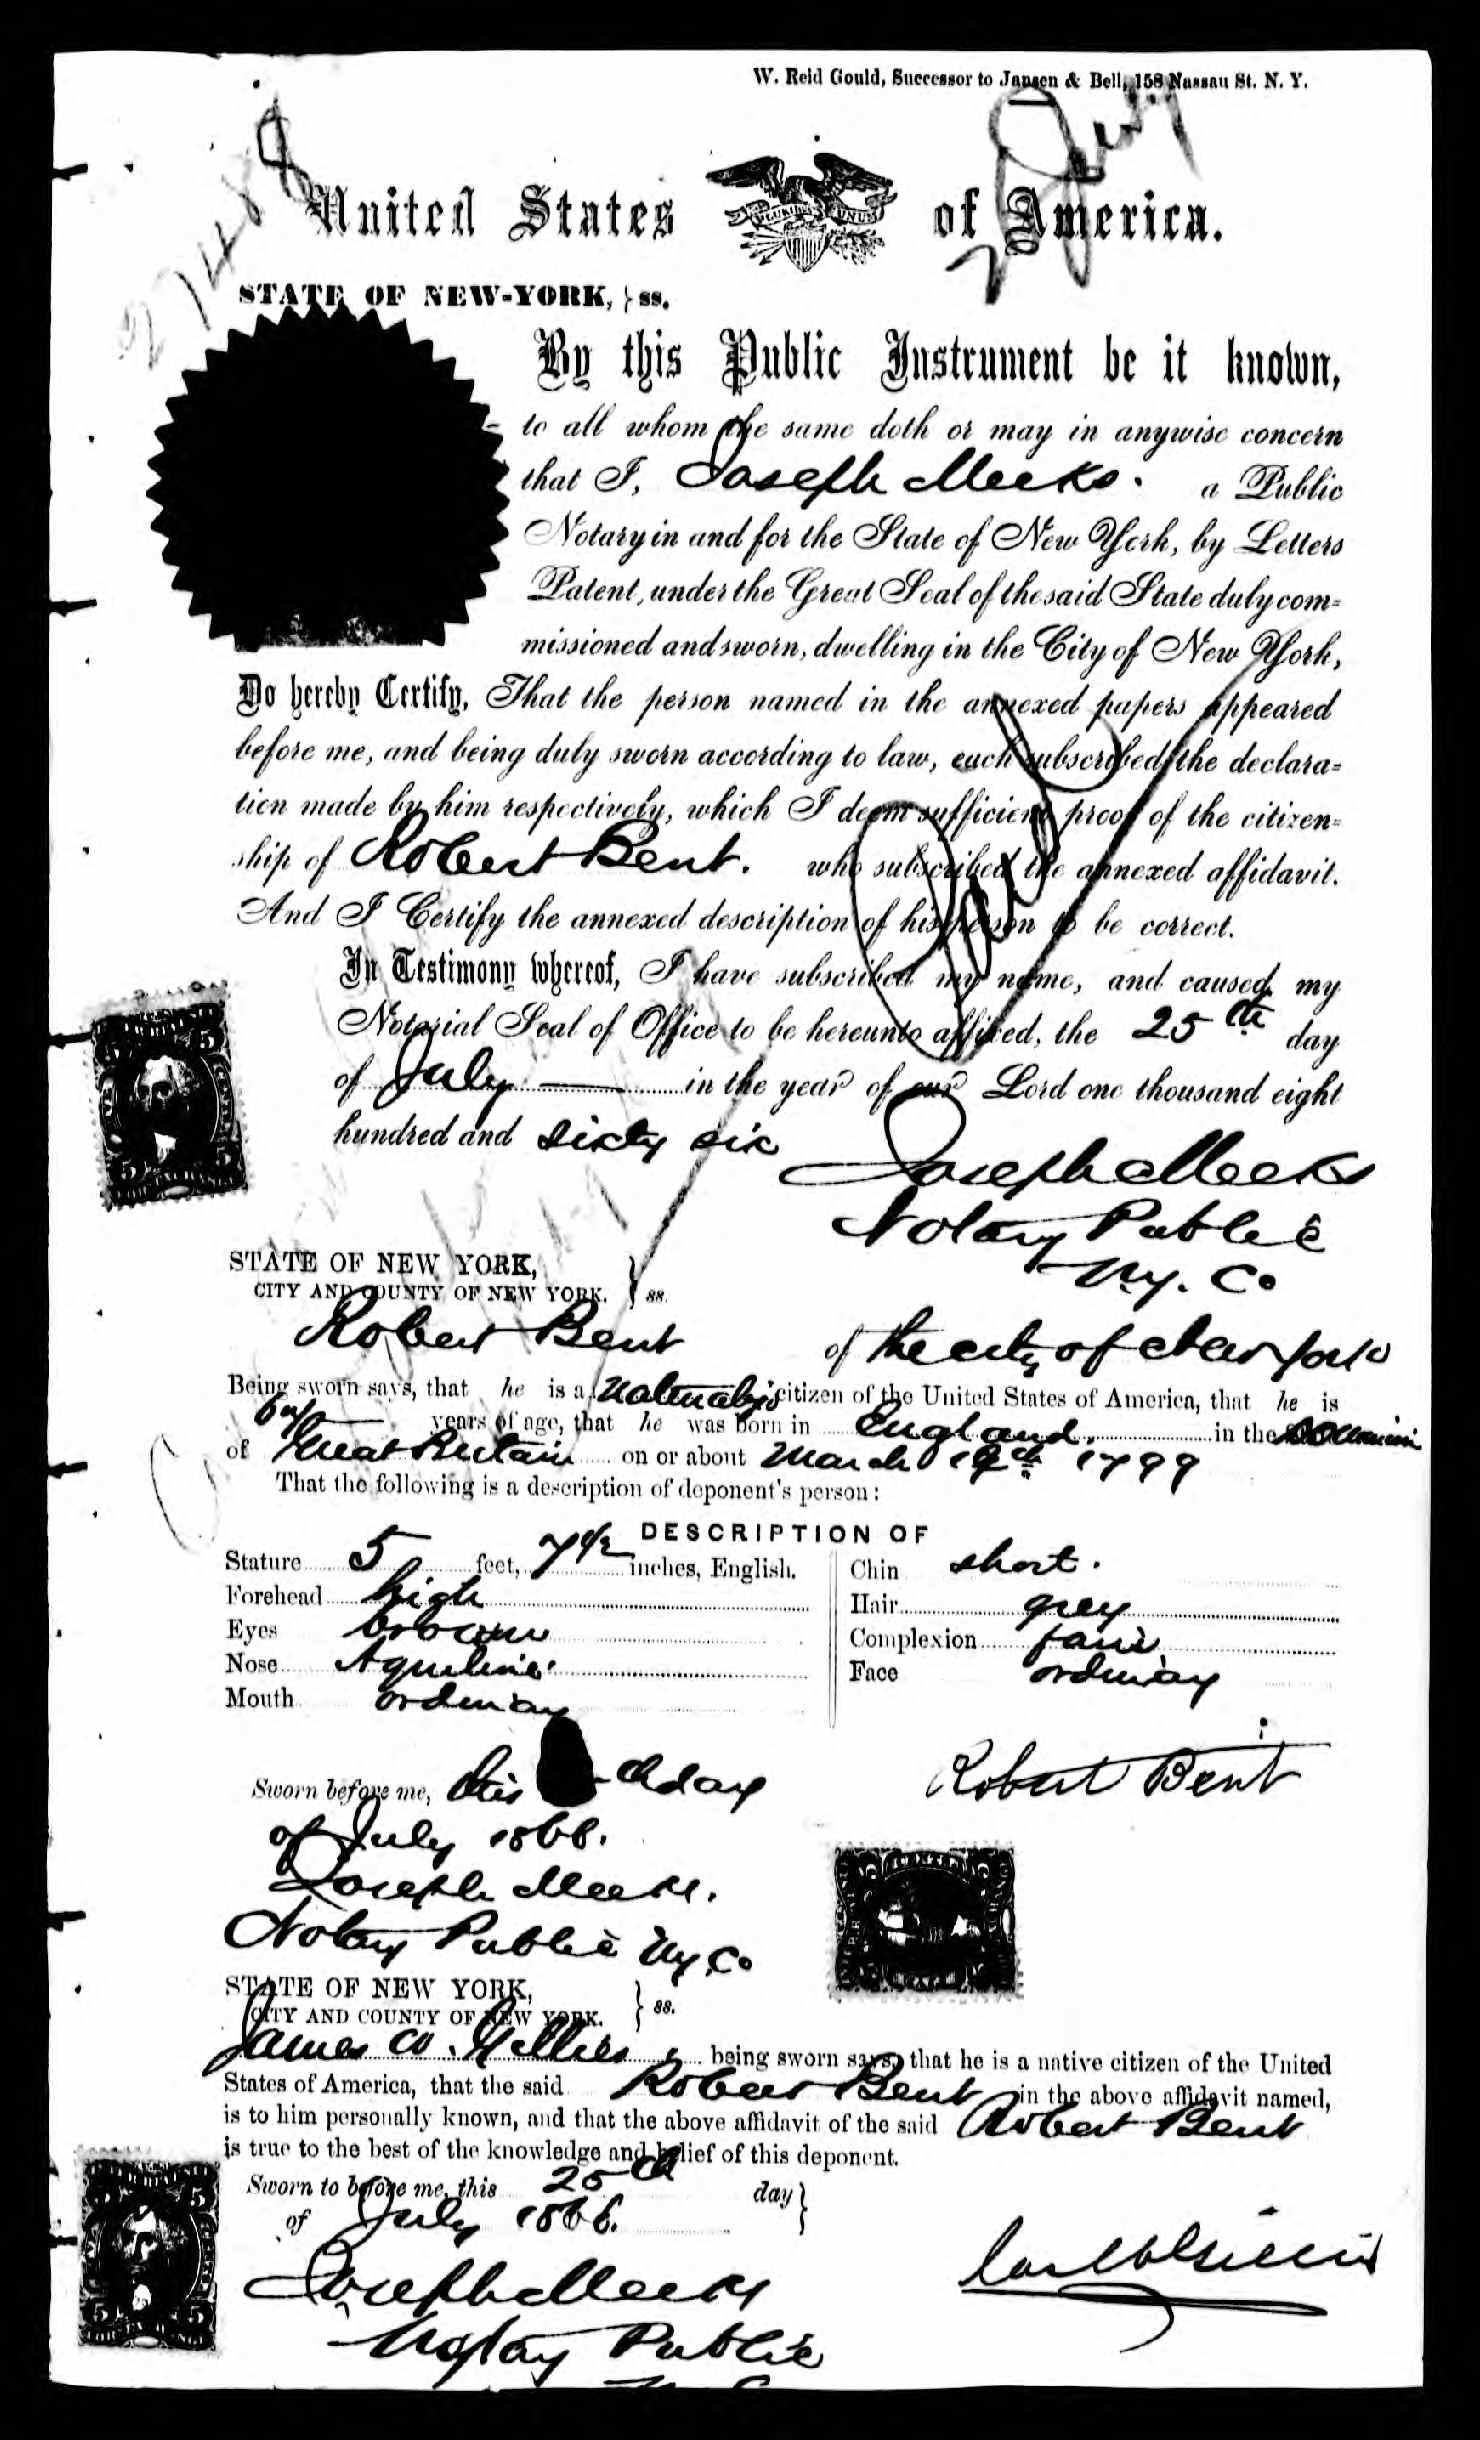 W. Reid Gould, Successor to Jansen & Bell, 158 Nassau St. N. Y.
27488
United States of America.
STATE OF NEW-YORK, } ss.
By this Public Instrument be it known,
to all whom the same doth or may in anywise concern
that I, Joseph Meeks. a Public
Notary in and for the State of New York, by Letters
Patent, under the Great Seal of the said State duly com=
missioned and sworn, dwelling in the City of New York,
Do hereby Certify, That the person named in the annexed papers appeared
before me, and being duly sworn according to law, each subscribed the declara=
tion made by him respectively, which I deem sufficient proof of the citizen=
ship of Robert Bent. who subscribed the annexed affidavit.
And I Certify the annexed description of his person to be correct.
In Testimony whereof, I have subscribed my name, and caused my
Notarial Seal of Office to be hereunto affixed, the 25th day
of July in the year of our Lord one thousand eight
hundred and sixty six
Joseph Meeks
Notary Public
N.Y. Co
STATE OF NEW YORK,
CITY AND COUNTY OF NEW YORK. } ss.
Robert Bent of the city of New York
Being sworn says, that he is a citizen of the United States of America, that he is
years of age, that he was born in England. in the
of Great Britain on or about March 1799
That the following is a description of deponent's person:
DESCRIPTION OF
Stature 5 feet, 7 1/2 inches, English. Chin short.
Forehead high Hair grey
Eyes brown Complexion fair
Nose Aquiline. Face ordinary
Mouth ordinary
Robert Bent
Sworn before me, this day
of July 1866.
Joseph Meeks.
Notary Public N.Y. Co
STATE OF NEW YORK,
CITY AND COUNTY OF NEW YORK. } ss.
James W. being sworn says, that he is a native citizen of the United
States of America, that the said Robert Bent in the above affidavit named,
is to him personally known, and that the above affidavit of the said Robert Bent
is true to the best of the knowledge and belief of this deponent.
Sworn to before me, this 25th day }
of July 1866.
Joseph Meeks
Notary Public